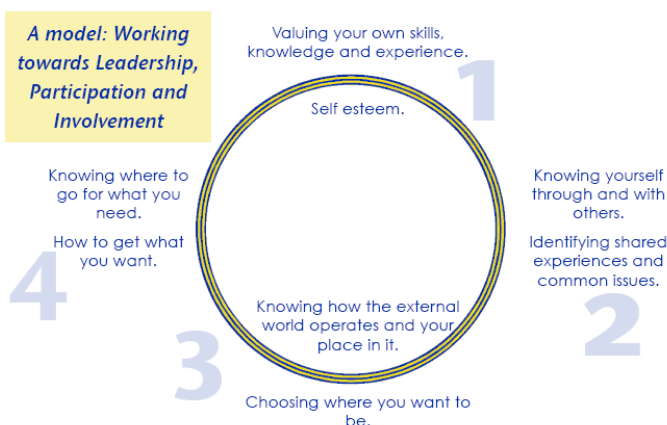 A model: Working
towards Leadership,
Participation and
Involvement
Valuing your own skills,
knowledge and experience.
1
Self esteem.
Knowing yourself
through and with
others.
Identifying shared
experiences and
common issues.
2
Knowing how the external
world operates and your
place in it.
3
Choosing where you want to
be.
Knowing where to
go for what you
need.
How to get what
you want.
4